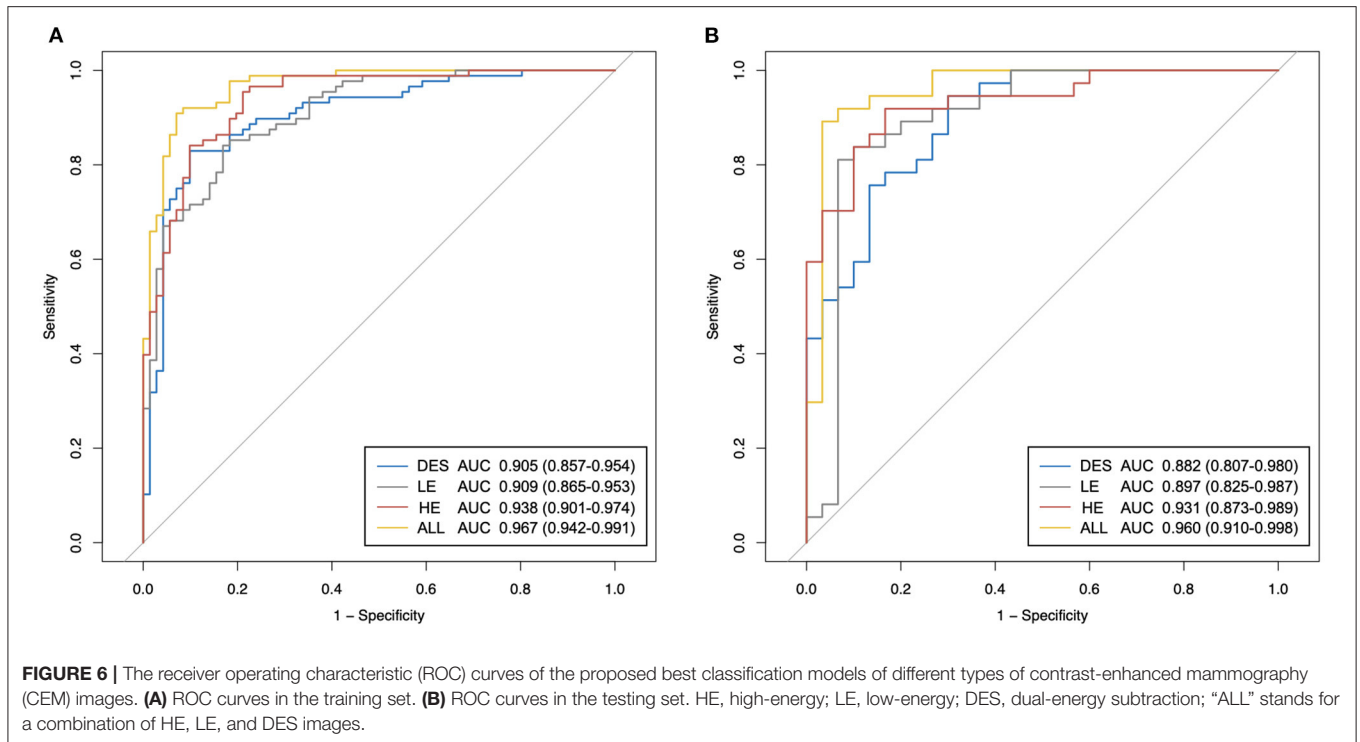 A
1.0
0.8
0.6
0.4
0.2
0.0
Sensitivity
0.0 0.2 0.4 0.6 0.8 1.0
1 − Specificity
DES AUC 0.905 (0.857-0.954)
LE AUC 0.909 (0.865-0.953)
HE AUC 0.938 (0.901-0.974)
ALL AUC 0.967 (0.942-0.991)
B
1.0
0.8
0.6
0.4
0.2
0.0
Sensitivity
0.0 0.2 0.4 0.6 0.8 1.0
1 − Specificity
DES AUC 0.882 (0.807-0.980)
LE AUC 0.897 (0.825-0.987)
HE AUC 0.931 (0.873-0.989)
ALL AUC 0.960 (0.910-0.998)
FIGURE 6 | The receiver operating characteristic (ROC) curves of the proposed best classification models of different types of contrast-enhanced mammography
(CEM) images. (A) ROC curves in the training set. (B) ROC curves in the testing set. HE, high-energy; LE, low-energy; DES, dual-energy subtraction; “ALL” stands for
a combination of HE, LE, and DES images.